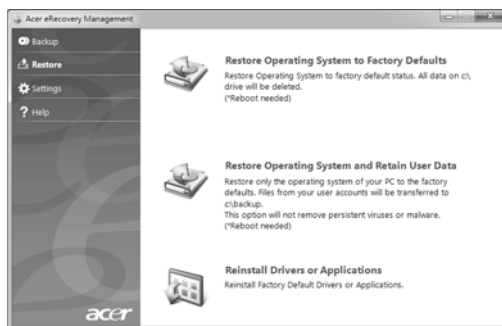 Acer eRecovery Management
Backup
Restore
Settings
Help
Restore Operating System to Factory Defaults
Restore Operating System to factory default status. All data on c:\
drive will be deleted.
(*Reboot needed)
Restore Operating System and Retain User Data
Restore only the operating system of your PC to the factory
defaults. Files from your user accounts will be transferred to
c:\backup.
This option will not remove persistent viruses or malware.
(*Reboot needed)
Reinstall Drivers or Applications
Reinstall Factory Default Drivers or Applications.
acer